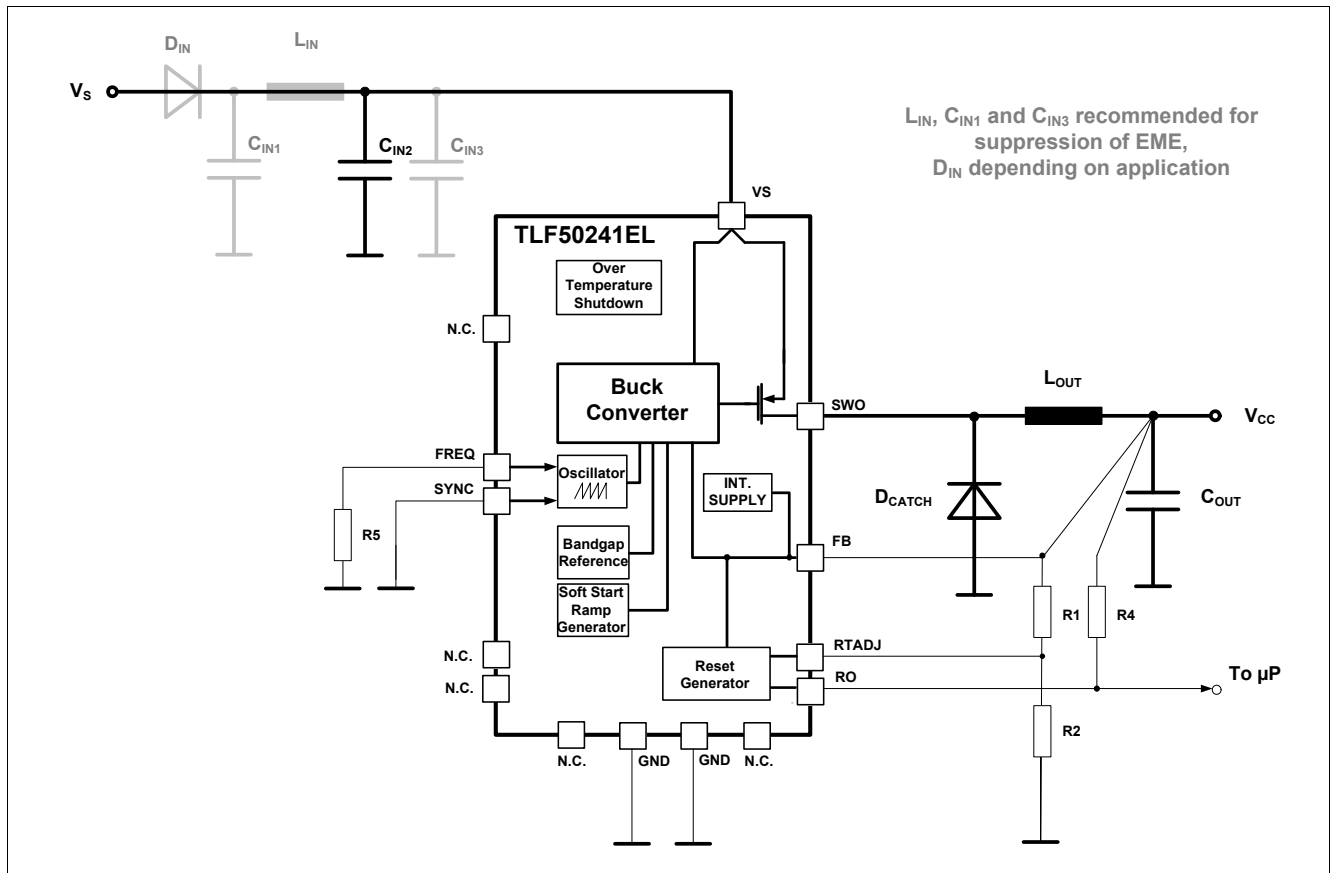 D_IN
L_IN
V_S
C_IN1
C_IN2
C_IN3
L_IN, C_IN1 and C_IN3 recommended for
suppression of EME,
D_IN depending on application
VS
TLF50241EL
Over
Temperature
Shutdown
N.C.
Buck
Converter
L_OUT
SWO
V_CC
FREQ
Oscillator
SYNC
INT.
SUPPLY
D_CATCH
C_OUT
R5
FB
Bandgap
Reference
Soft Start
Ramp
Generator
R1
R4
N.C.
RTADJ
Reset
Generator
N.C.
RO
To µP
R2
N.C.
GND
GND
N.C.